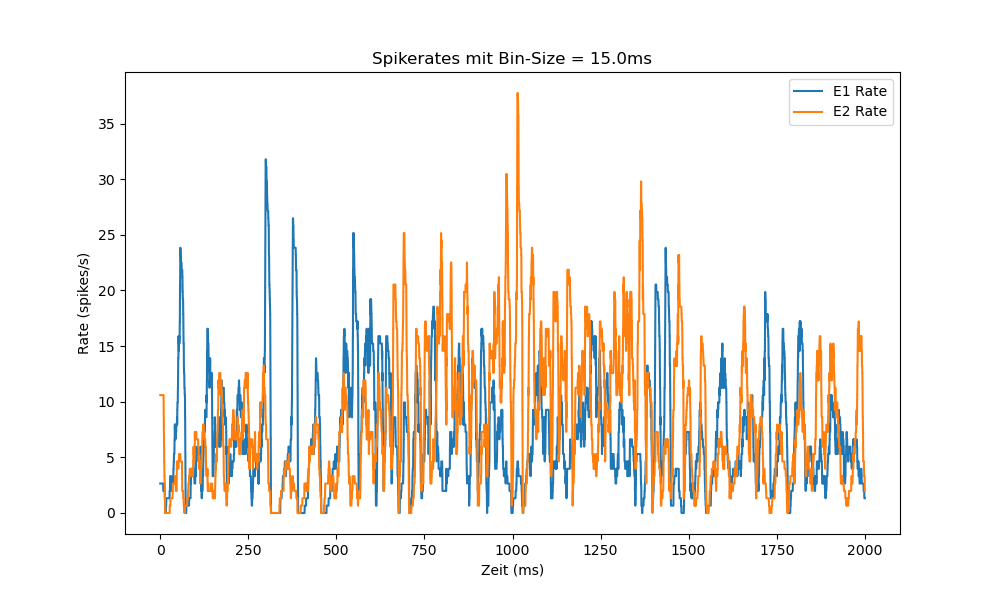 Spikerates mit Bin-Size = 15.0ms
E1 Rate
E2 Rate
Rate (spikes/s)
35
30
25
20
15
10
5
0
0 250 500 750 1000 1250 1500 1750 2000
Zeit (ms)